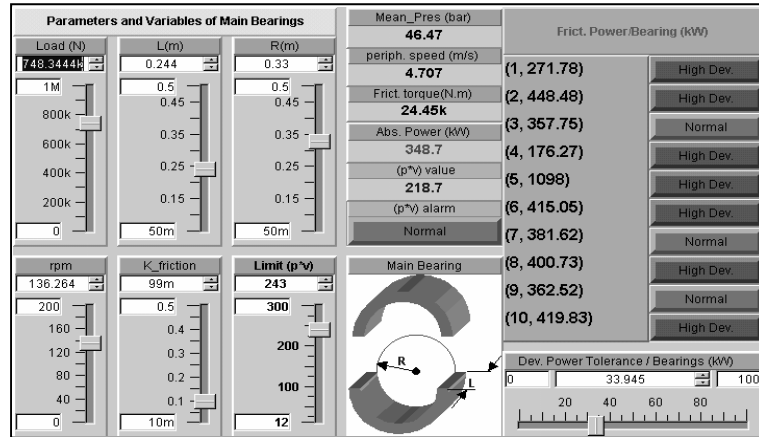 Parameters and Variables of Main Bearings
Load (N)
748.3444k
1M
800k
600k
400k
200k
0
L(m)
0.244
0.5
0.45
0.35
0.25
0.15
50m
R(m)
0.33
0.5
0.45
0.35
0.25
0.15
50m
rpm
136.264
200
160
120
80
40
0
K_friction
99m
0.5
0.4
0.3
0.2
0.1
10m
Limit (p*v)
243
300
200
100
12
Mean_Pres (bar)
46.47
periph. speed (m/s)
4.707
Frict. torque(N.m)
24.45k
Abs. Power (kW)
348.7
(p*v) value
218.7
(p*v) alarm
Normal
Main Bearing
R
L
Frict. Power/Bearing (kW)
(1, 271.78) High Dev.
(2, 448.48) High Dev.
(3, 357.75) Normal
(4, 176.27) High Dev.
(5, 1098) High Dev.
(6, 415.05) High Dev.
(7, 381.62) Normal
(8, 400.73) High Dev.
(9, 362.52) Normal
(10, 419.83) High Dev.
Dev. Power Tolerance / Bearings (kW)
0 33.945 100
20 40 60 80